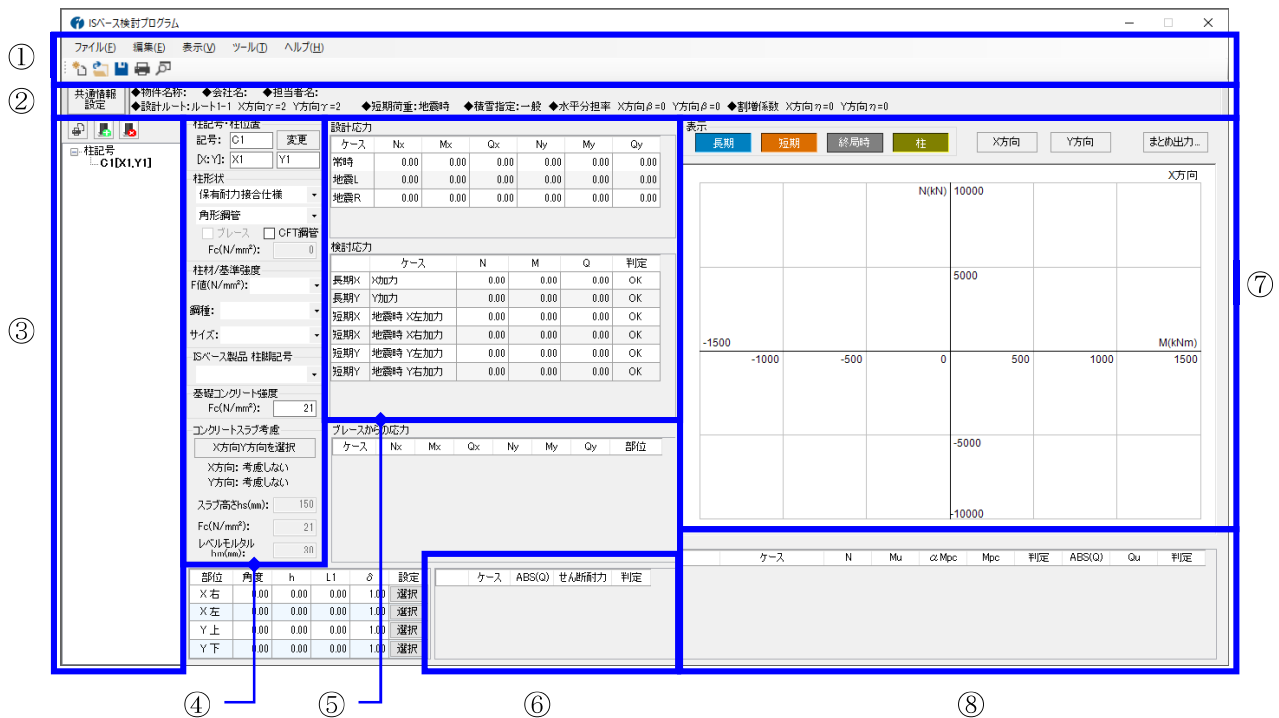 ISベース検討プログラム
ファイル(F) 編集(E) 表示(V) ツール(T) ヘルプ(H)
①
②
共通情報設定
◆物件名称: ◆会社名: ◆担当者名:
◆設計ルート:ルート1-1 X方向γ=2 Y方向γ=2 ◆短期荷重:地震時 ◆積雪指定:一般 ◆水平分担率 X方向β=0 Y方向β=0 ◆割増係数 X方向η=0 Y方向η=0
③
柱記号
C1[X1,Y1]
柱記号・柱位置
記号: C1 変更
[X:Y]: X1 Y1
柱形状
保有耐力接合仕様
角形鋼管
ブレース CFT鋼管
Fc(N/mm²): 0
柱材/基準強度
F値(N/mm²):
鋼種:
サイズ:
ISベース製品 柱脚記号
基礎コンクリート強度
Fc(N/mm²): 21
コンクリートスラブ考慮
X方向Y方向を選択
X方向: 考慮しない
Y方向: 考慮しない
スラブ高さhs(mm): 150
Fc(N/mm²): 21
レベルモルタル
hm(mm): 30
設計応力
ケース Nx Mx Qx Ny My Qy
常時 0.00 0.00 0.00 0.00 0.00 0.00
地震L 0.00 0.00 0.00 0.00 0.00 0.00
地震R 0.00 0.00 0.00 0.00 0.00 0.00
検討応力
ケース N M Q 判定
長期X X加力 0.00 0.00 0.00 OK
長期Y Y加力 0.00 0.00 0.00 OK
短期X 地震時 X左加力 0.00 0.00 0.00 OK
短期X 地震時 X右加力 0.00 0.00 0.00 OK
短期Y 地震時 Y左加力 0.00 0.00 0.00 OK
短期Y 地震時 Y右加力 0.00 0.00 0.00 OK
ブレースからの応力
ケース Nx Mx Qx Ny My Qy 部位
部位 角度 h L1 δ 設定
X右 0.00 0.00 0.00 1.00 選択
X左 0.00 0.00 0.00 1.00 選択
Y上 0.00 0.00 0.00 1.00 選択
Y下 0.00 0.00 0.00 1.00 選択
ケース ABS(Q) せん断耐力 判定
表示
長期 短期 終局時 柱 X方向 Y方向 まとめ出力...
X方向
N(kN) 10000
5000
-1500 M(kNm)
-1000 -500 0 500 1000 1500
-5000
-10000
⑦
ケース N Mu αMpc Mpc 判定 ABS(Q) Qu 判定
④ ⑤ ⑥ ⑧